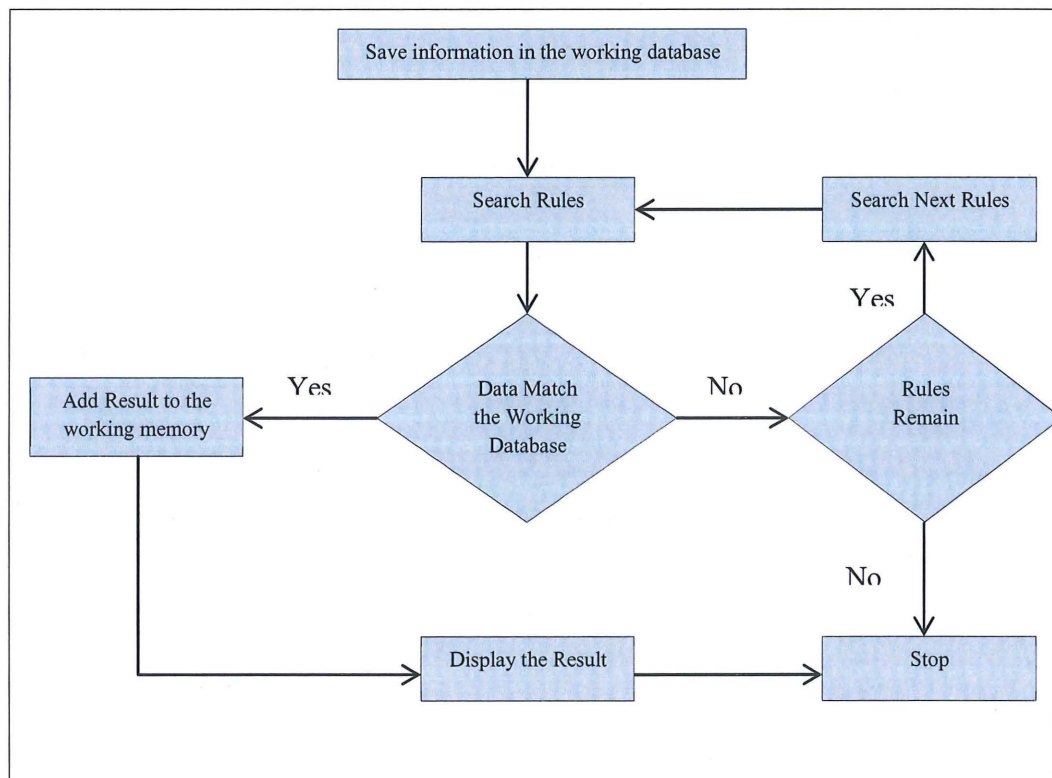 Save information in the working database
Search Rules
Search Next Rules
Yes
Yes
No
Add Result to the
working memory
Data Match
the Working
Database
Rules
Remain
No
Display the Result
Stop